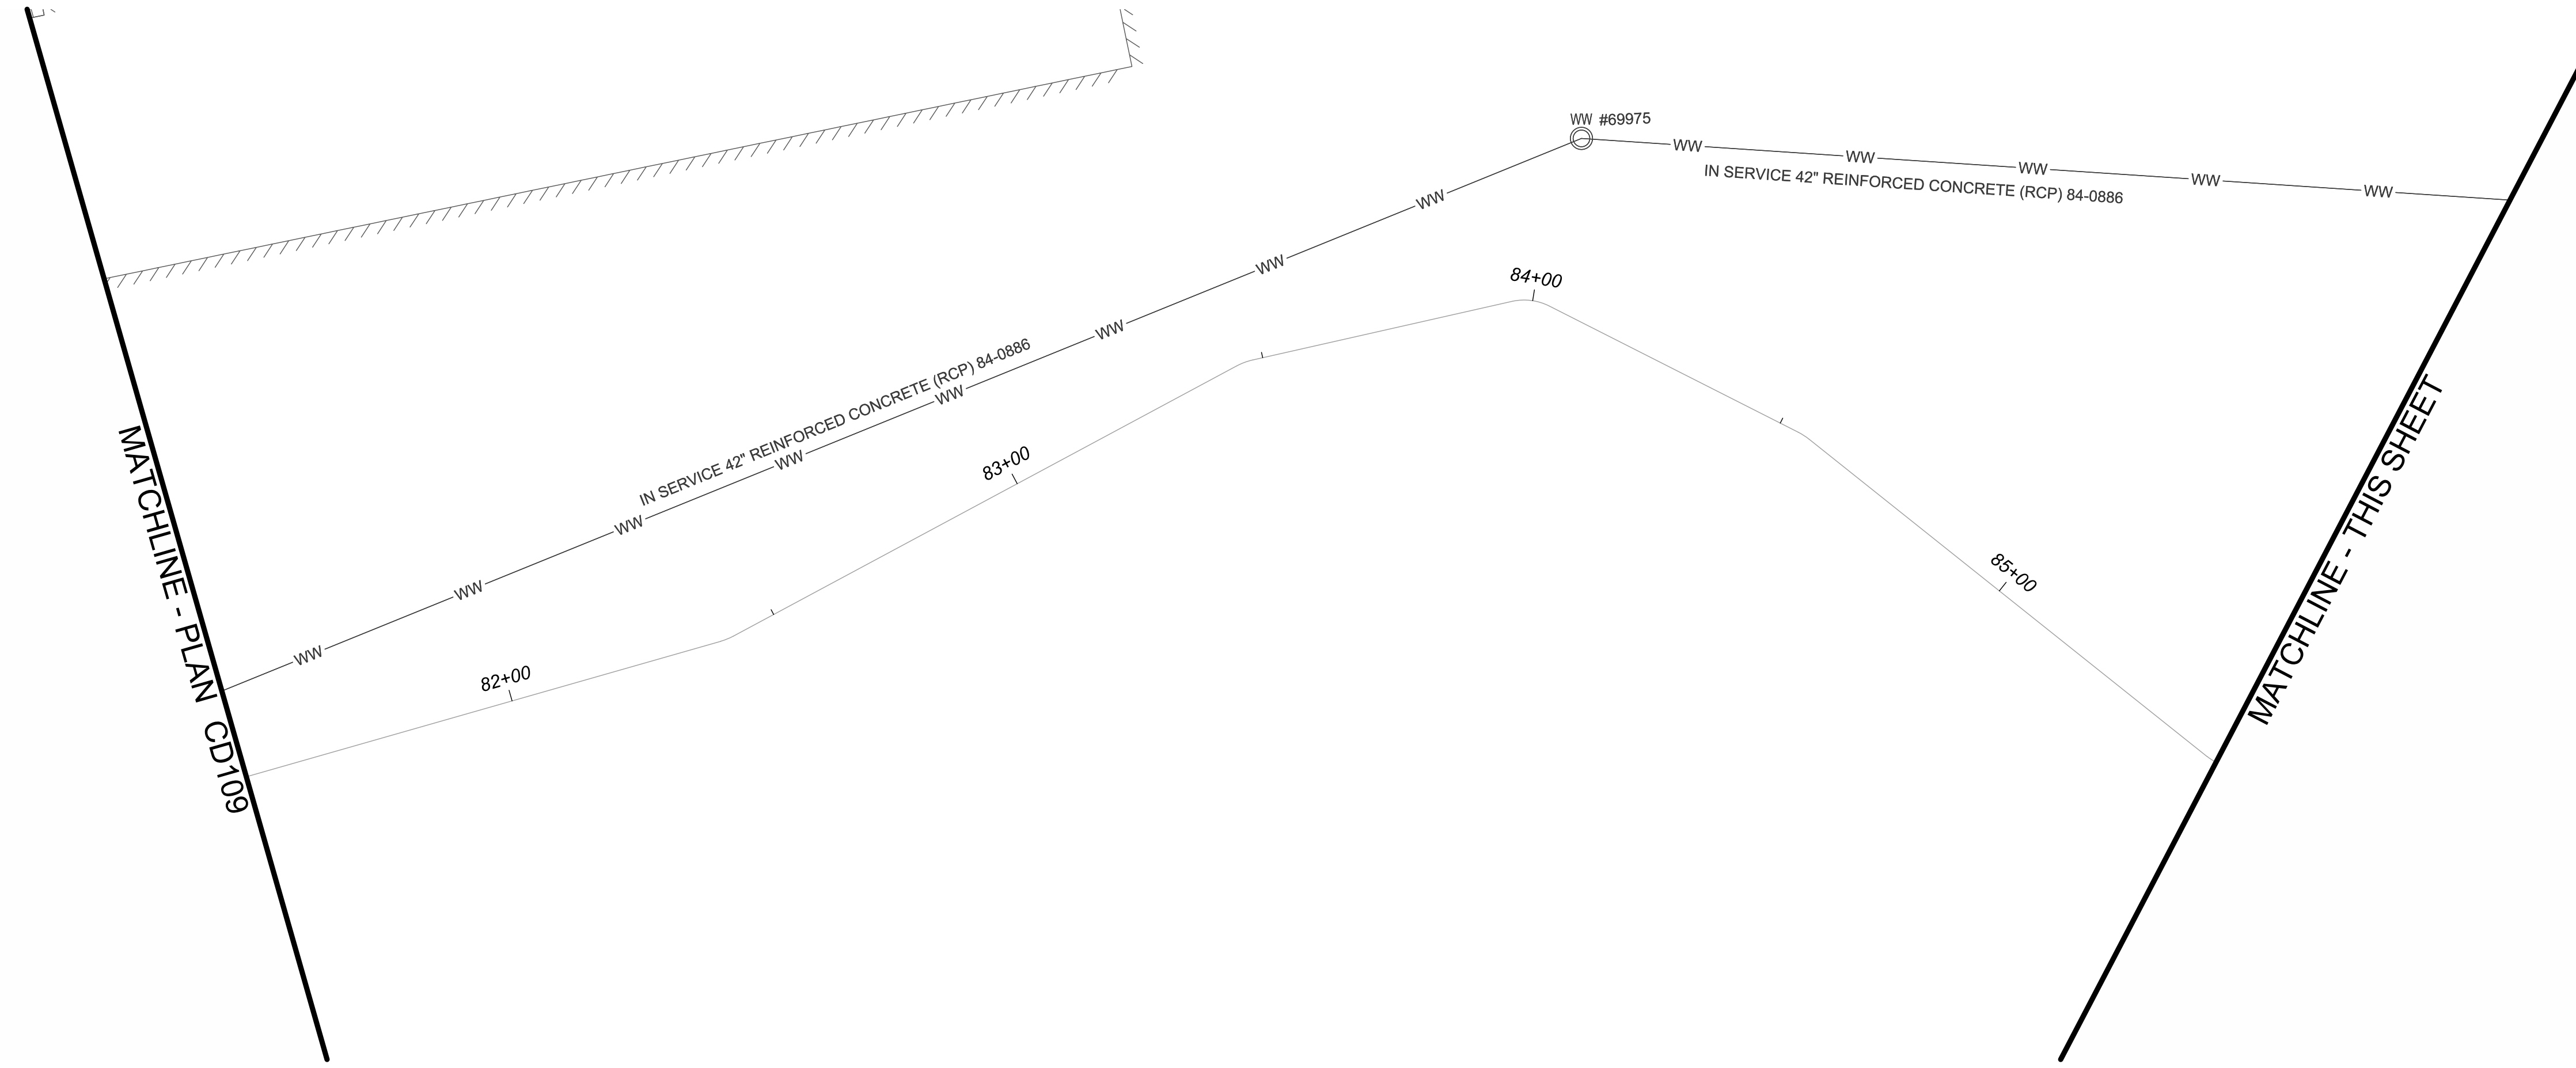 WW #69975
WW WW WW WW WW
IN SERVICE 42" REINFORCED CONCRETE (RCP) 84-0886
WW WW WW WW WW WW WW WW
IN SERVICE 42" REINFORCED CONCRETE (RCP) 84-0886
82+00
83+00
84+00
85+00
MATCHLINE - PLAN CD109
MATCHLINE - THIS SHEET